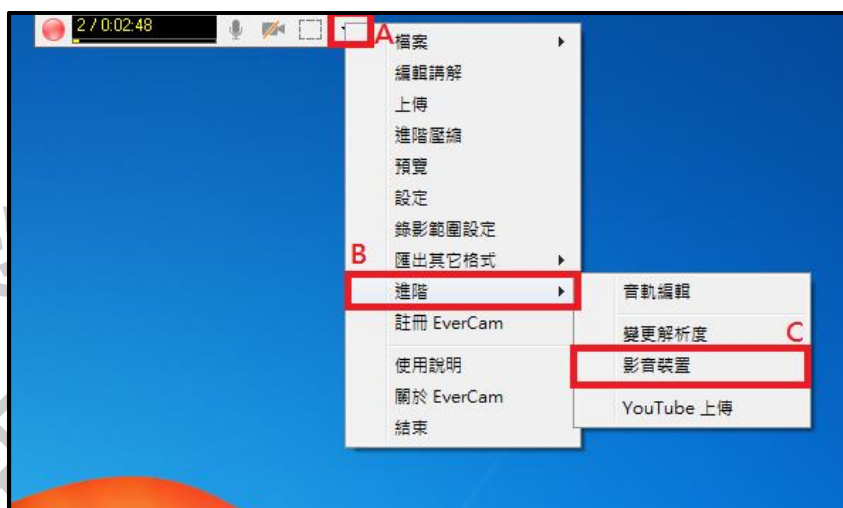 2 / 0:02:48
A
檔案
編輯講解
上傳
進階壓縮
預覽
設定
錄影範圍設定
B
匯出其它格式
進階
註冊 EverCam
使用說明
關於 EverCam
結束
音軌編輯
變更解析度
C
影音裝置
YouTube 上傳